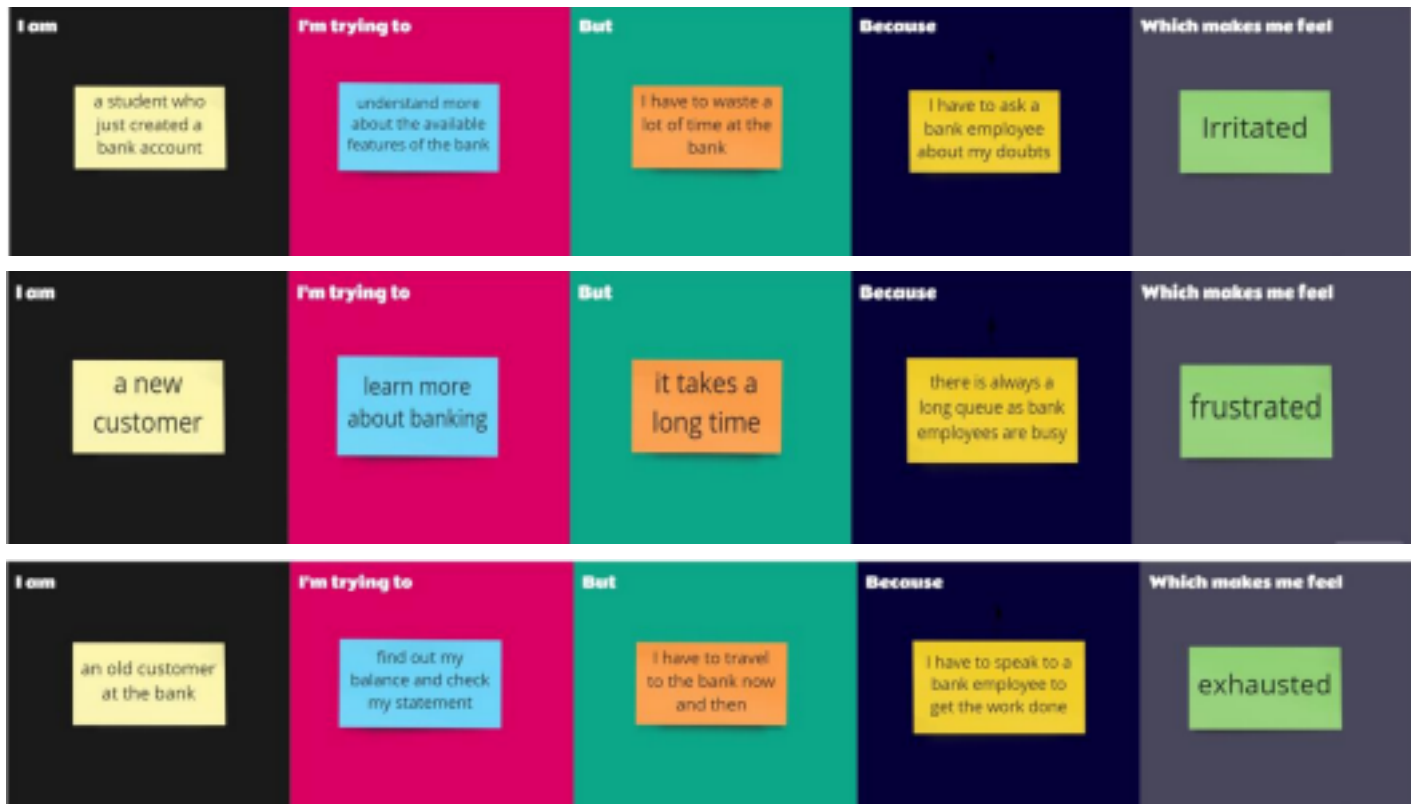 I am
I'm trying to
But
Because
Which makes me feel
a student who
just created a
bank account
understand more
about the available
features of the bank
I have to waste a
lot of time at the
bank
I have to ask a
bank employee
about my doubts
Irritated
I am
I'm trying to
But
Because
Which makes me feel
a new
customer
learn more
about banking
it takes a
long time
there is always a
long queue as bank
employees are busy
frustrated
I am
I'm trying to
But
Because
Which makes me feel
an old customer
at the bank
find out my
balance and check
my statement
I have to travel
to the bank now
and then
I have to speak to a
bank employee to
get the work done
exhausted